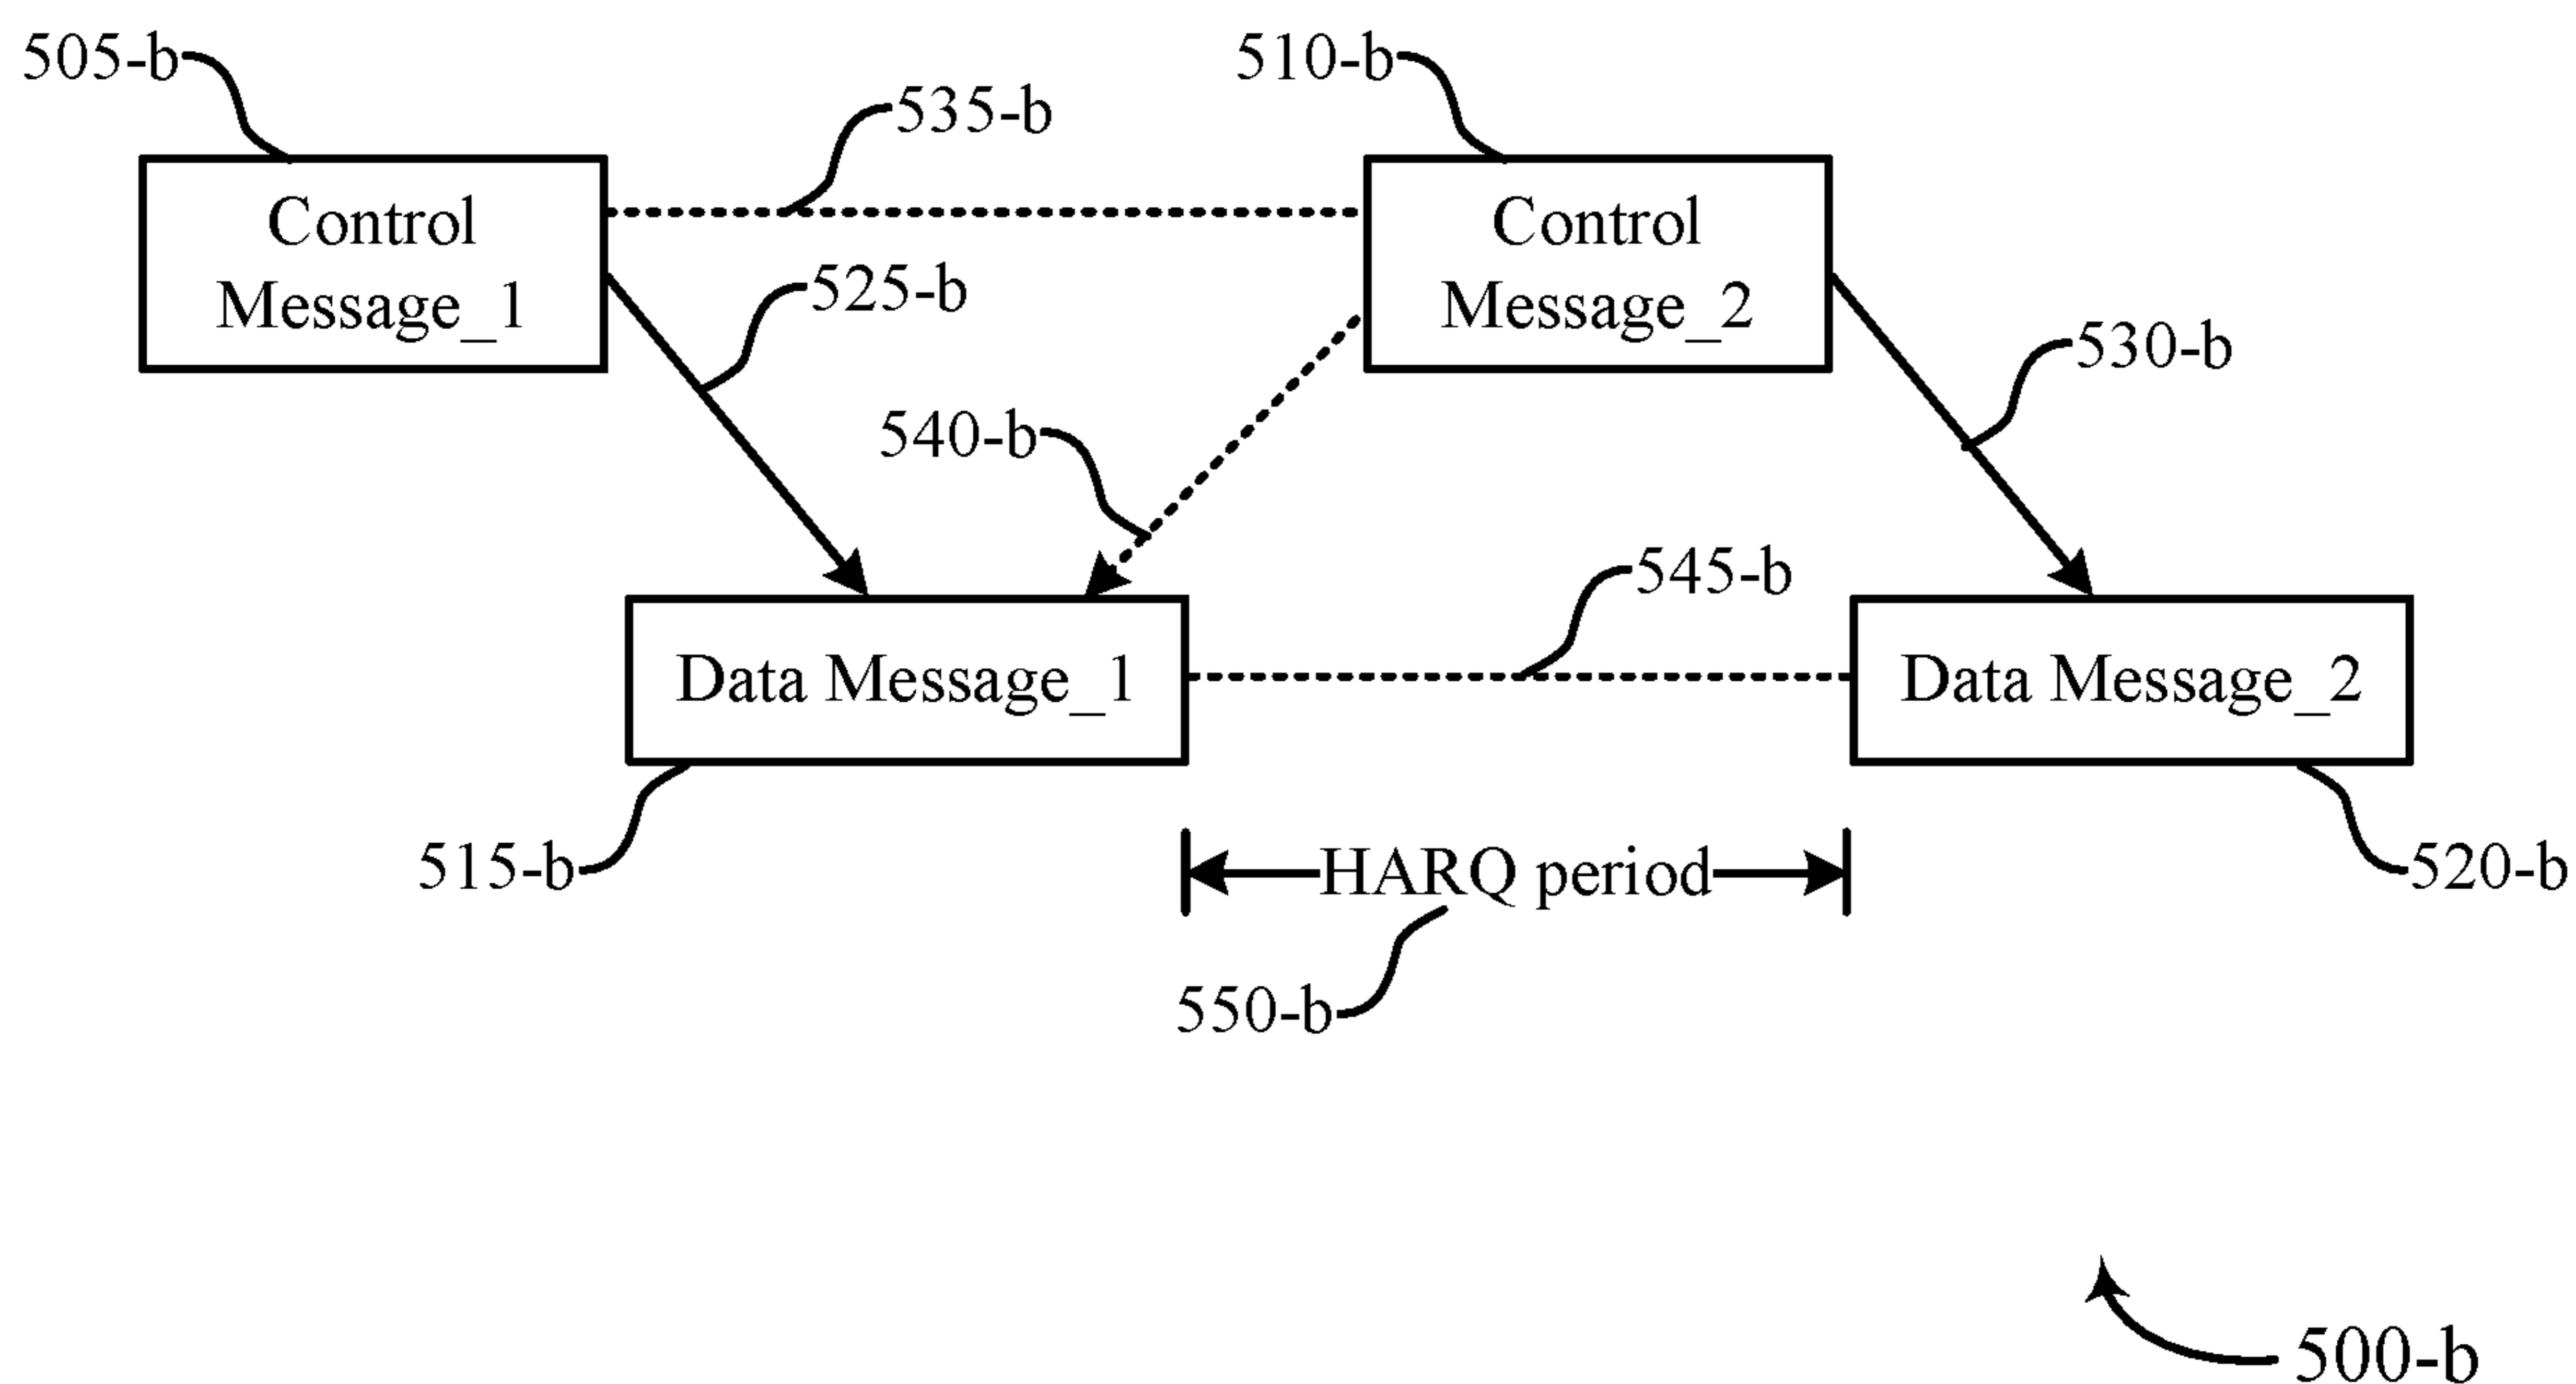 505-b
510-b
535-b
Control
Message_1
Control
Message_2
525-b
530-b
540-b
545-b
Data Message_1
Data Message_2
515-b
HARQ period
520-b
550-b
500-b